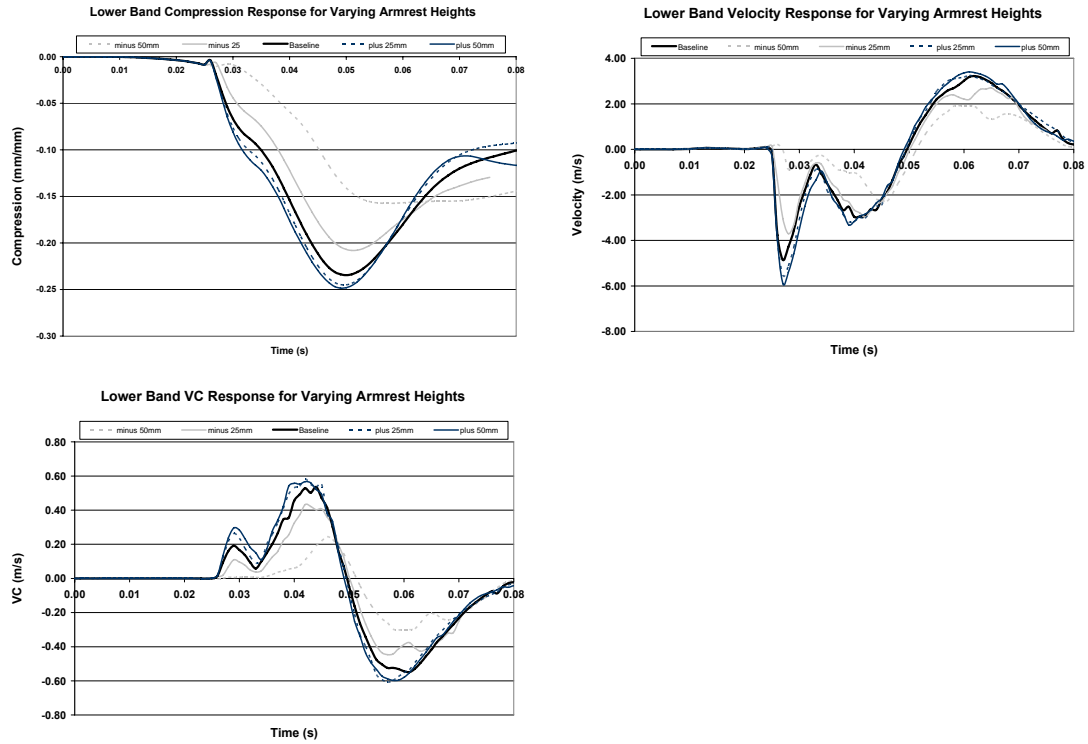 Lower Band Compression Response for Varying Armrest Heights
minus 50mm minus 25 Baseline plus 25mm plus 50mm
0.00
0.00 0.01 0.02 0.03 0.04 0.05 0.06 0.07 0.08
-0.05
-0.10
-0.15
-0.20
-0.25
-0.30
Compression (mm/mm)
Time (s)
Lower Band Velocity Response for Varying Armrest Heights
Baseline minus 50mm minus 25mm plus 25mm plus 50mm
4.00
2.00
0.00
0.00 0.01 0.02 0.03 0.04 0.05 0.06 0.07 0.08
-2.00
-4.00
-6.00
-8.00
Velocity (m/s)
Time (s)
Lower Band VC Response for Varying Armrest Heights
minus 50mm minus 25mm Baseline plus 25mm plus 50mm
0.80
0.60
0.40
0.20
0.00
0.00 0.01 0.02 0.03 0.04 0.05 0.06 0.07 0.08
-0.20
-0.40
-0.60
-0.80
VC (m/s)
Time (s)